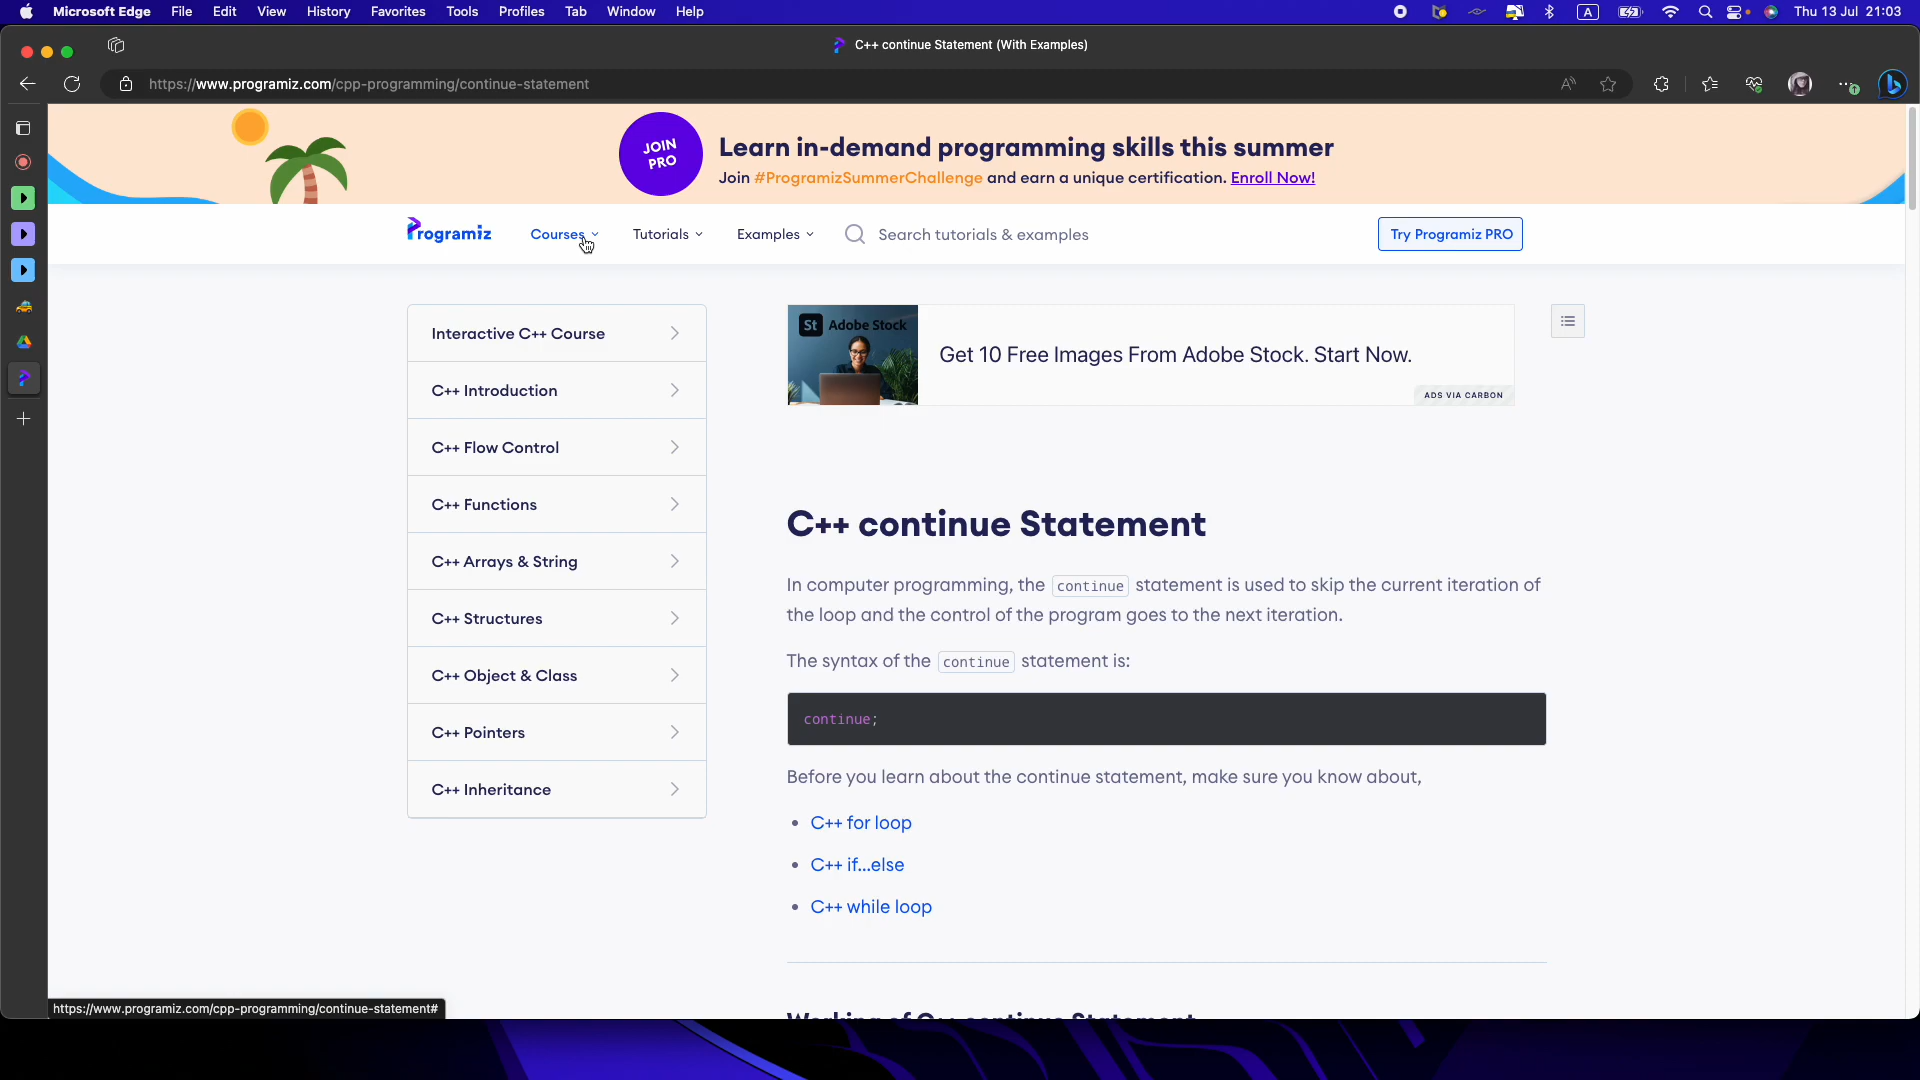 Microsoft Edge File Edit View History Favorites Tools Profiles Tab Window Help A Thu 13 Jul 21:03
C++ continue Statement (With Examples)
https://www.programiz.com/cpp-programming/continue-statement
JOIN PRO
Learn in-demand programming skills this summer
Join #ProgramizSummerChallenge and earn a unique certification. Enroll Now!
Programiz Courses Tutorials Examples Search tutorials & examples Try Programiz PRO
Interactive C++ Course
C++ Introduction
C++ Flow Control
C++ Functions
C++ Arrays & String
C++ Structures
C++ Object & Class
C++ Pointers
C++ Inheritance
St Adobe Stock
Get 10 Free Images From Adobe Stock. Start Now.
ADS VIA CARBON
C++ continue Statement
In computer programming, the continue statement is used to skip the current iteration of
the loop and the control of the program goes to the next iteration.
The syntax of the continue statement is:
continue;
Before you learn about the continue statement, make sure you know about,
• C++ for loop
• C++ if...else
• C++ while loop
Working of C++ continue Statement
https://www.programiz.com/cpp-programming/continue-statement#